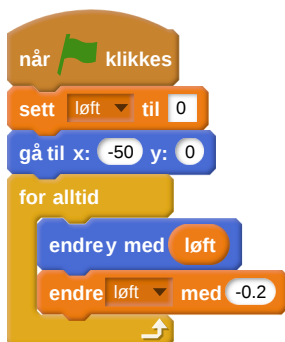 når klikkes
sett løft til 0
gå til x: -50 y: 0
for alltid
endre y med løft
endre løft med -0.2